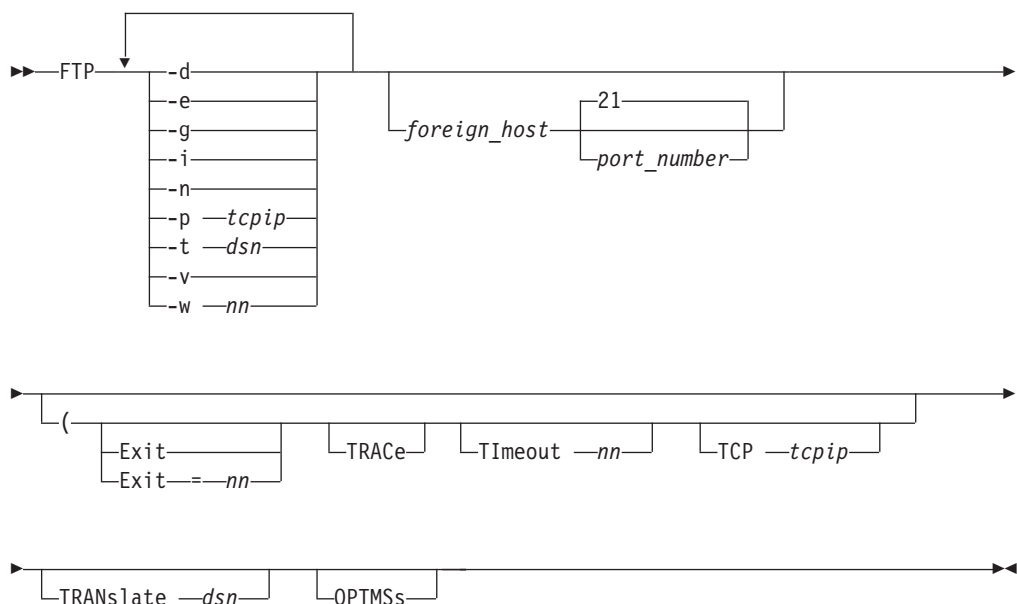 FTP -d
-e
-g
-i
-n
-p tcpip
-t dsn
-v
-w nn
foreign_host 21
port_number
(
Exit
Exit = nn
TRACe
TImeout nn
TCP tcpip
TRANslate dsn
OPTMSs